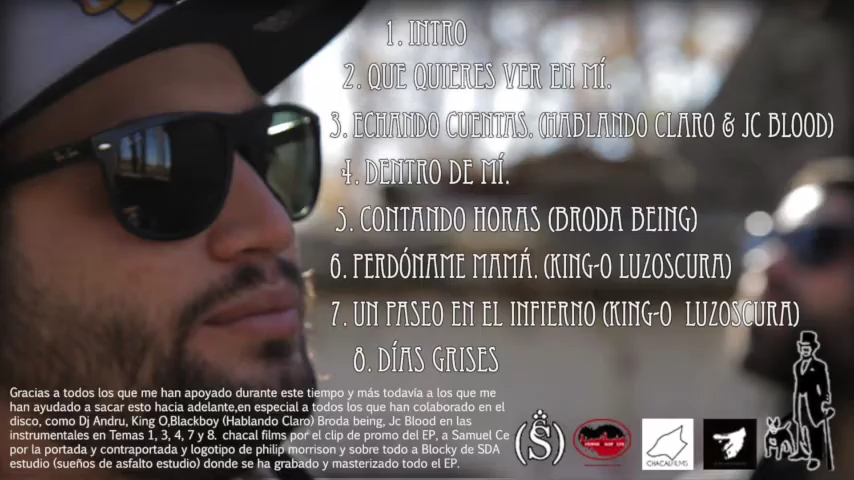 1. INTRO
2. QUE QUIERES VER EN MÍ.
3. ECHANDO CUENTAS. (HABLANDO CLARO & JC BLOOD)
4. DENTRO DE MÍ.
5. CONTANDO HORAS (BRODA BEING)
6. PERDÓNAME MAMÁ. (KING-O LUZOSCURA)
7. UN PASEO EN EL INFIERNO (KING-O LUZOSCURA)
8. DÍAS GRISES
Gracias a todos los que me han apoyado durante este tiempo y más todavía a los que me
han ayudado a sacar esto hacia adelante,en especial a todos los que han colaborado en el
disco, como Dj Andru, King O,Blackboy (Hablando Claro) Broda being, Jc Blood en las
instrumentales en Temas 1, 3, 4, 7 y 8. chacal films por el clip de promo del EP, a Samuel Ce
por la portada y contraportada y logotipo de philip morrison y sobre todo a Blocky de SDA
estudio (sueños de asfalto estudio) donde se ha grabado y masterizado todo el EP.
CHACALFILMS